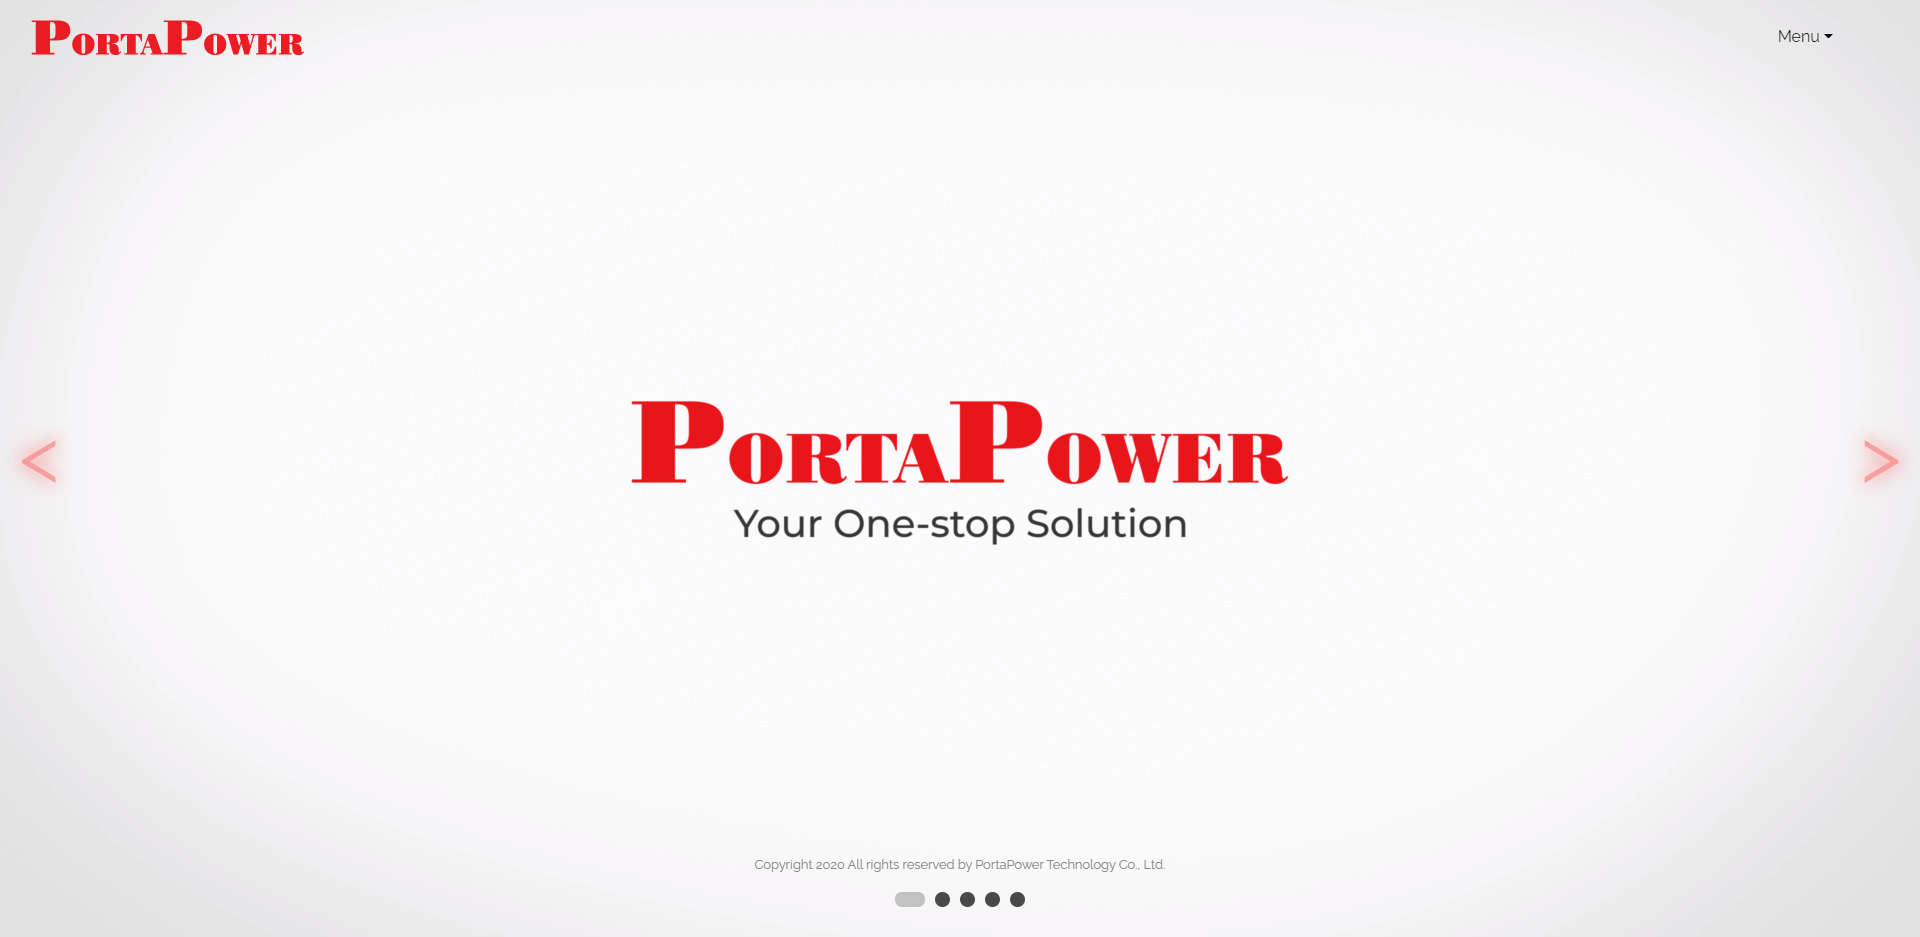 PORTAPOWER
Menu
<
>
PORTAPOWER
Your One-stop Solution
Copyright 2020 All rights reserved by PortaPower Technology Co., Ltd.